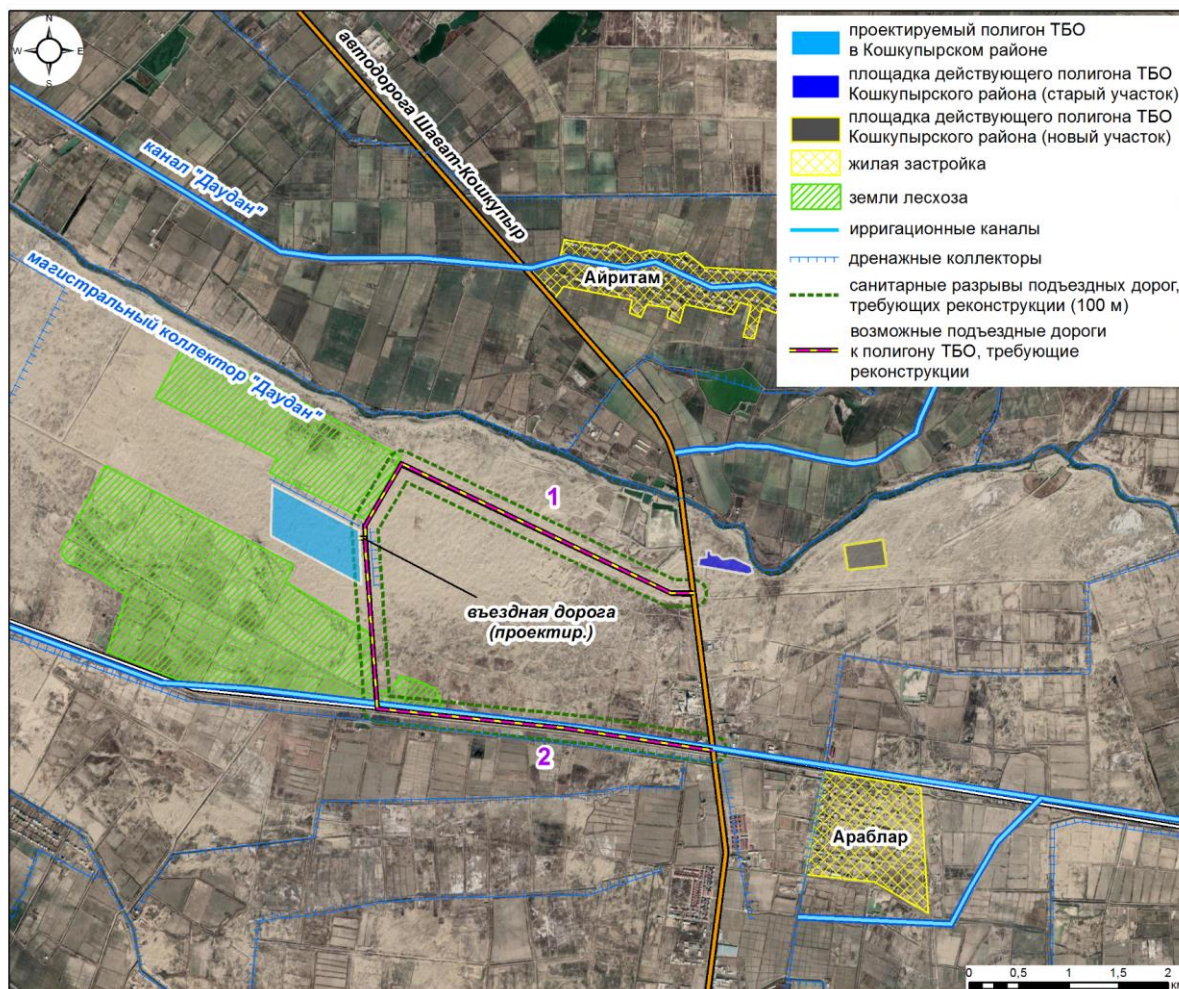 N
W E
S
автодорога Шават-Кошкупыр
канал "Даудан"
магистральный коллектор "Даудан"
Айритам
1
въездная дорога
(проектир.)
2
Араблар
проектируемый полигон ТБО
в Кошкупырском районе
площадка действующего полигона ТБО
Кошкупырского района (старый участок)
площадка действующего полигона ТБО
Кошкупырского района (новый участок)
жилая застройка
земли лесхоза
ирригационные каналы
дренажные коллекторы
санитарные разрывы подъездных дорог,
требующих реконструкции (100 м)
возможные подъездные дороги
к полигону ТБО, требующие
реконструкции
0 0,5 1 1,5 2
км